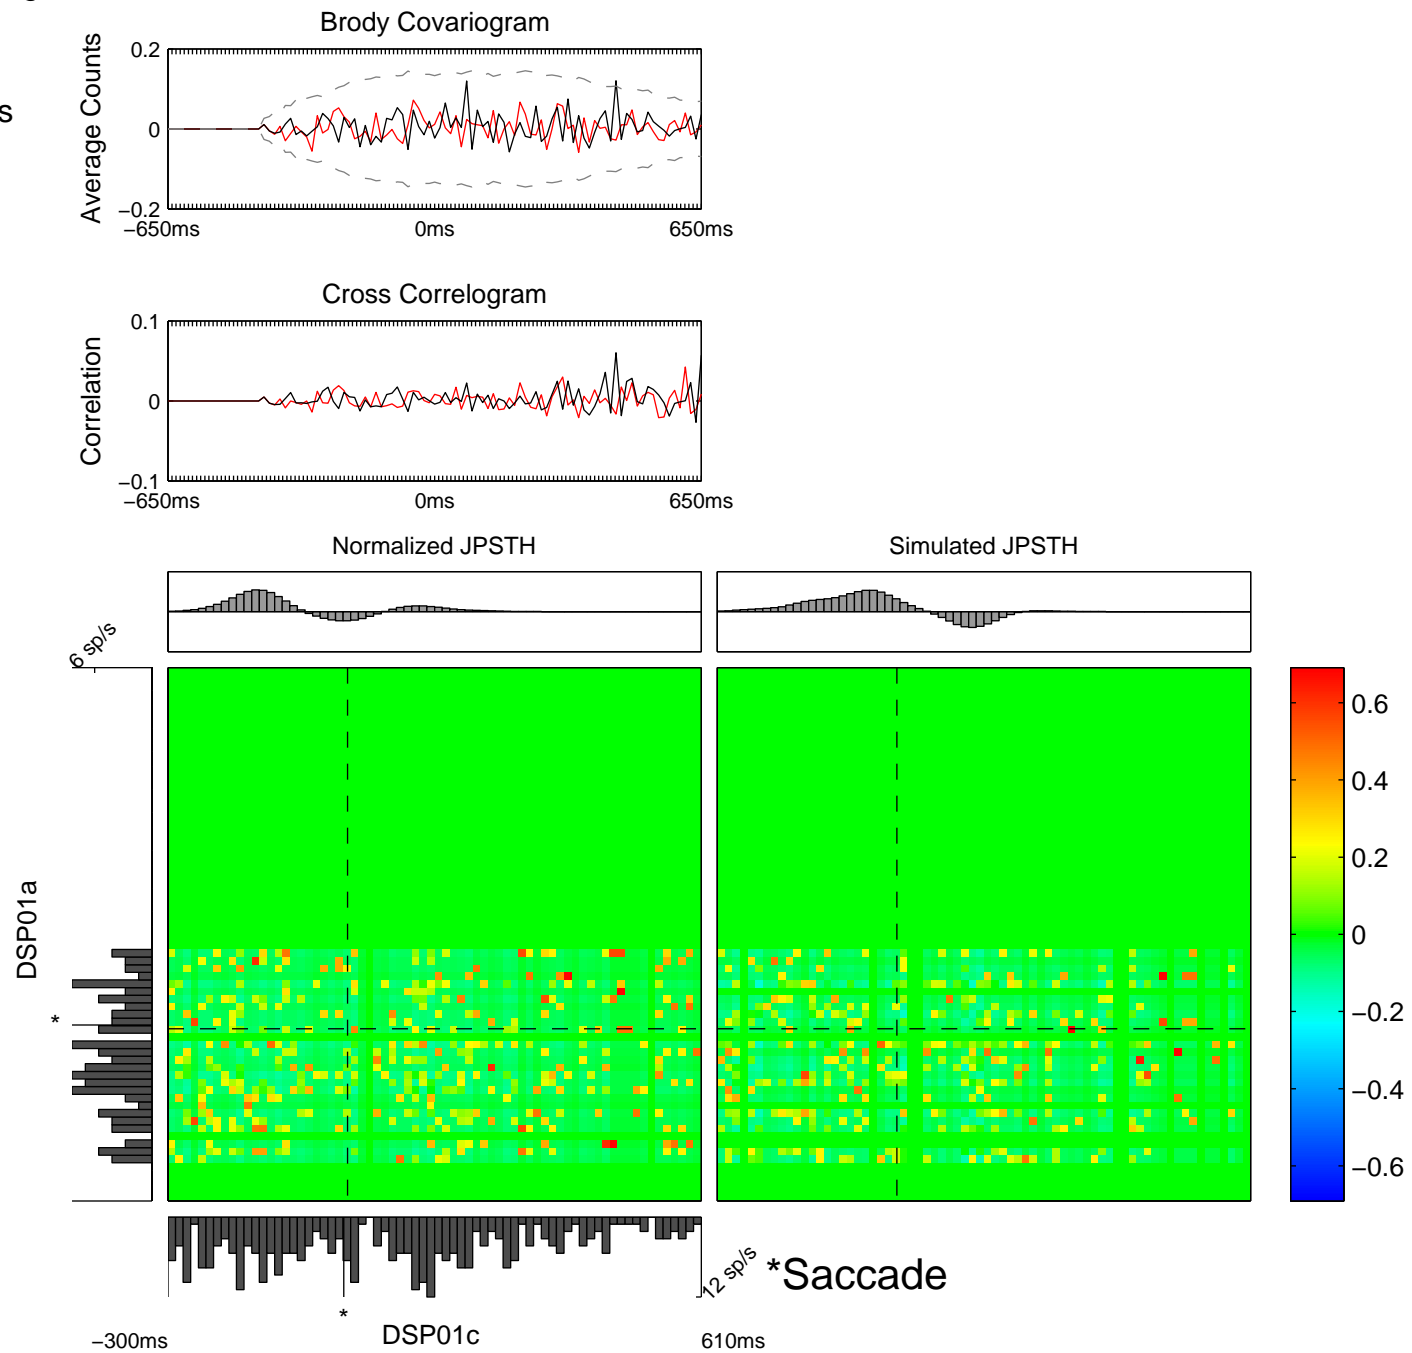 Brody Covariogram
Average Counts
0.2
0
−0.2
−650ms
0ms
650ms
s
Cross Correlogram
Correlation
0.1
0
−0.1
−650ms
0ms
650ms
Normalized JPSTH
Simulated JPSTH
6 sp/s
DSP01a
*
0.6
0.4
0.2
0
−0.2
−0.4
−0.6
12 sp/s
*Saccade
*
DSP01c
−300ms
610ms